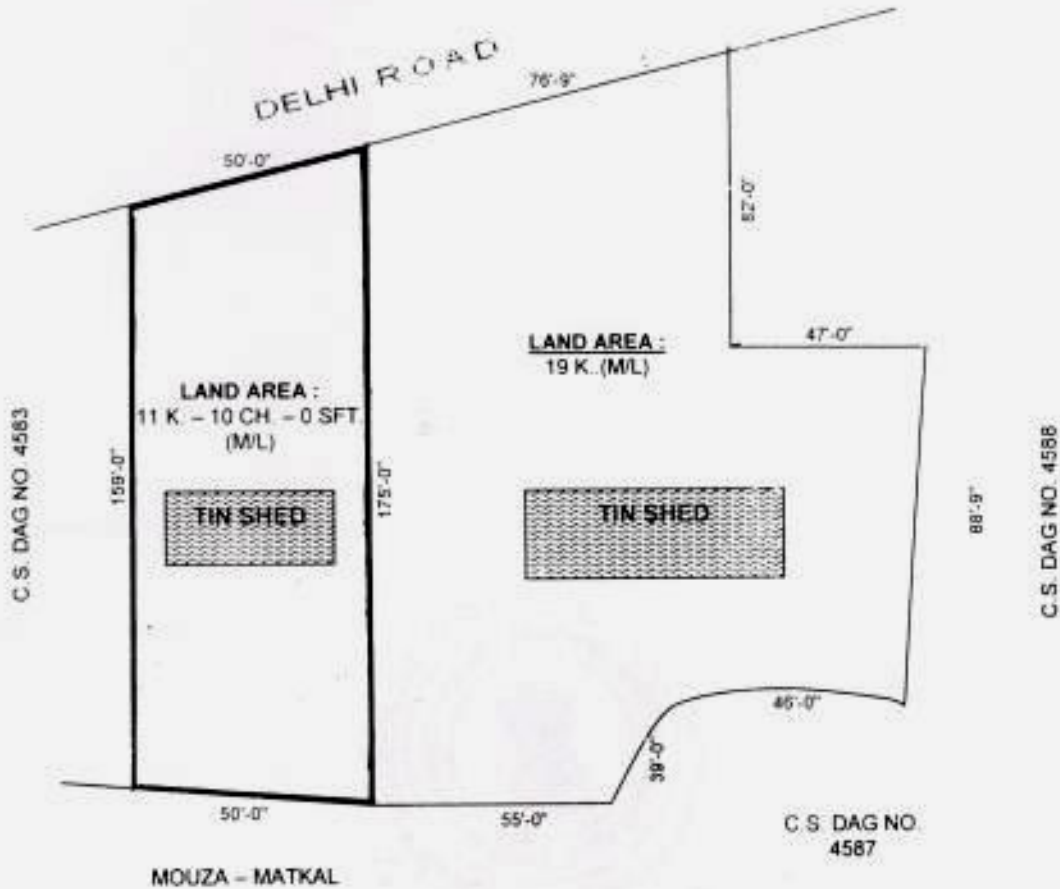 DELHI ROAD
76'-9"
50'-0"
62'-0"
47'-0"
LAND AREA :
19 K. (M/L)
LAND AREA :
11 K. – 10 CH. – 0 SFT.
(M/L)
C.S. DAG NO. 4583
159'-0"
175'-0"
TIN SHED
TIN SHED
88'-9"
C.S. DAG NO. 4588
46'-0"
39'-0"
50'-0"
55'-0"
C.S. DAG NO.
4587
MOUZA – MATKAL